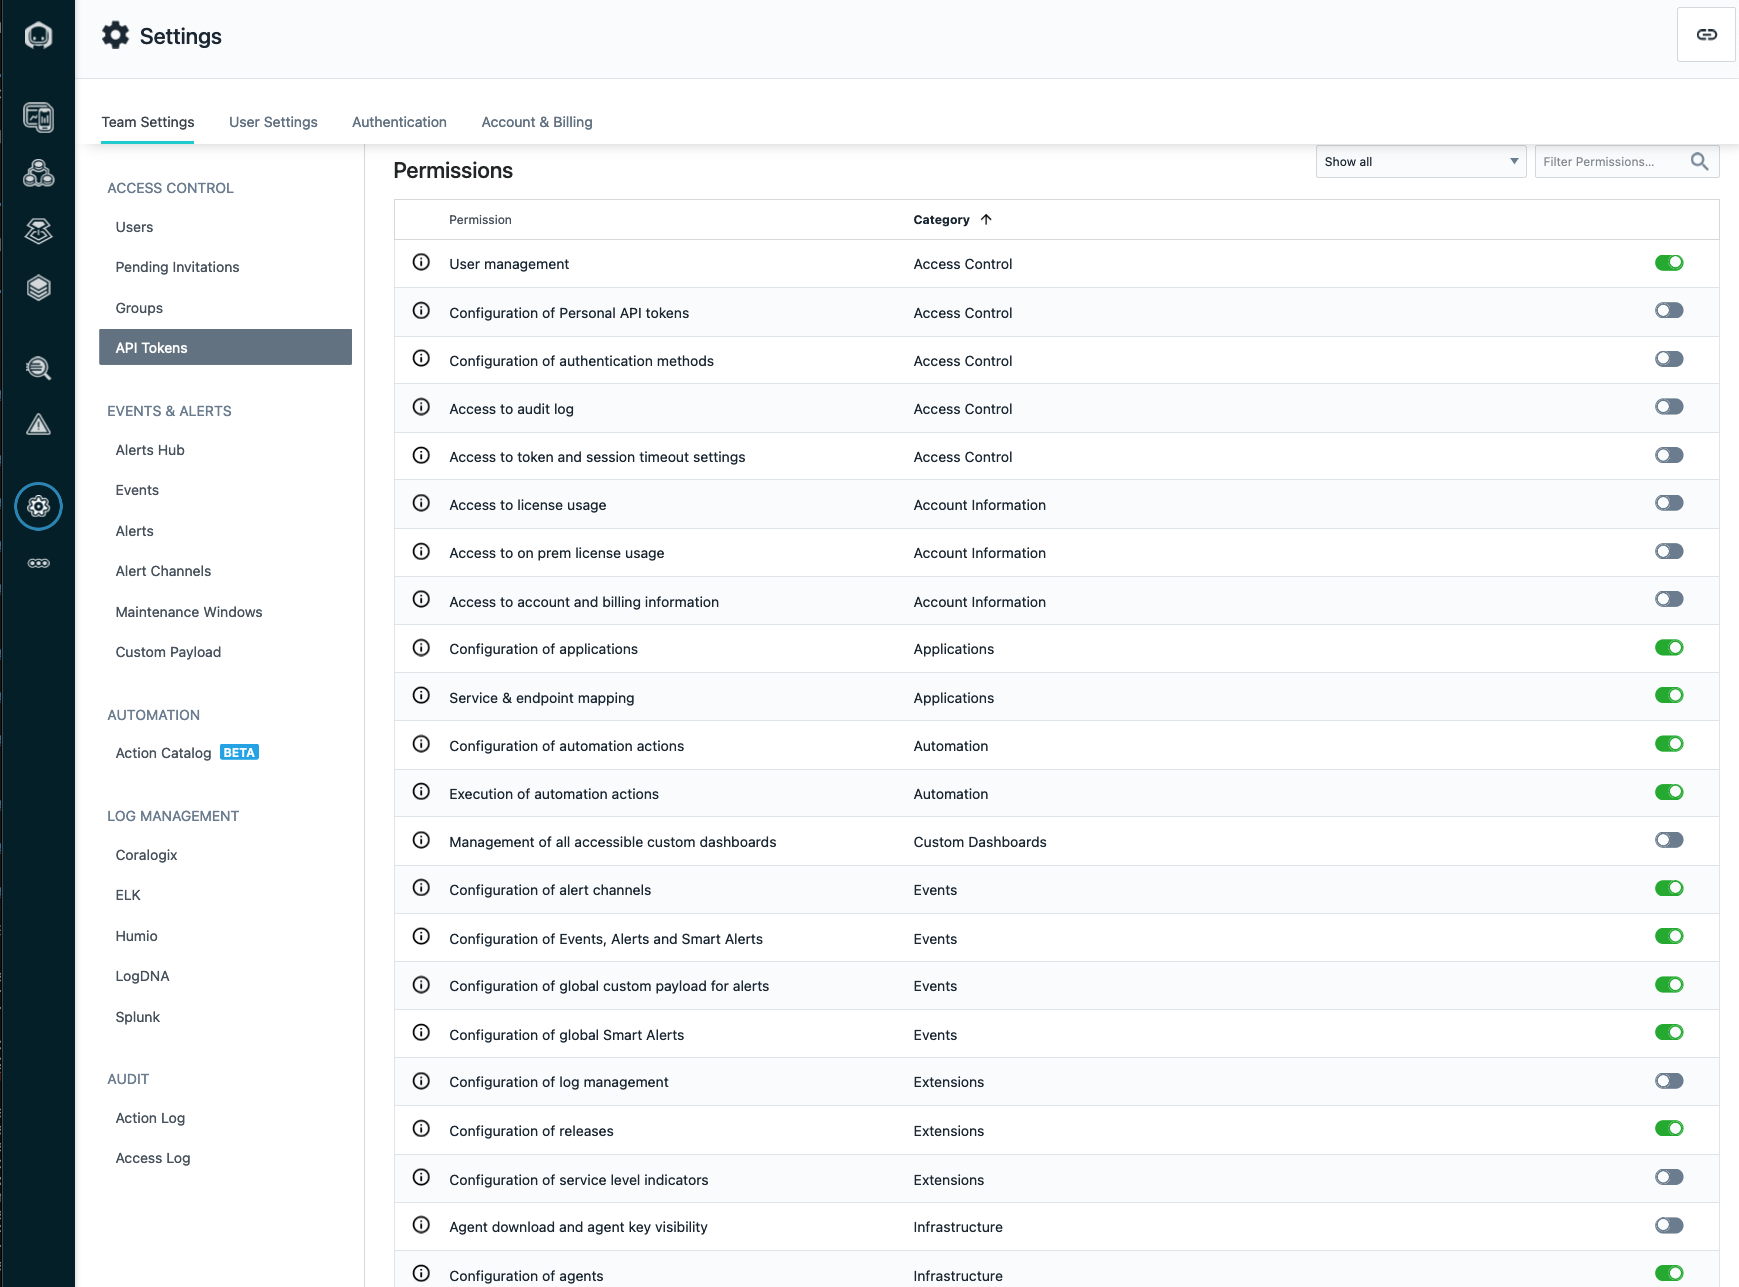 Settings
Team Settings User Settings Authentication Account & Billing
ACCESS CONTROL
Users
Pending Invitations
Groups
API Tokens
EVENTS & ALERTS
Alerts Hub
Events
Alerts
Alert Channels
Maintenance Windows
Custom Payload
AUTOMATION
Action Catalog BETA
LOG MANAGEMENT
Coralogix
ELK
Humio
LogDNA
Splunk
AUDIT
Action Log
Access Log
Permissions
Show all Filter Permissions...
Permission Category
User management Access Control
Configuration of Personal API tokens Access Control
Configuration of authentication methods Access Control
Access to audit log Access Control
Access to token and session timeout settings Access Control
Access to license usage Account Information
Access to on prem license usage Account Information
Access to account and billing information Account Information
Configuration of applications Applications
Service & endpoint mapping Applications
Configuration of automation actions Automation
Execution of automation actions Automation
Management of all accessible custom dashboards Custom Dashboards
Configuration of alert channels Events
Configuration of Events, Alerts and Smart Alerts Events
Configuration of global custom payload for alerts Events
Configuration of global Smart Alerts Events
Configuration of log management Extensions
Configuration of releases Extensions
Configuration of service level indicators Extensions
Agent download and agent key visibility Infrastructure
Configuration of agents Infrastructure